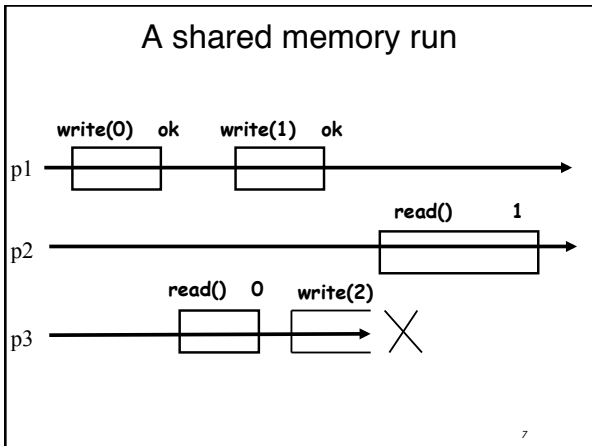 A shared memory run
write(0) ok write(1) ok
p1
read() 1
p2
read() 0 write(2)
p3
7